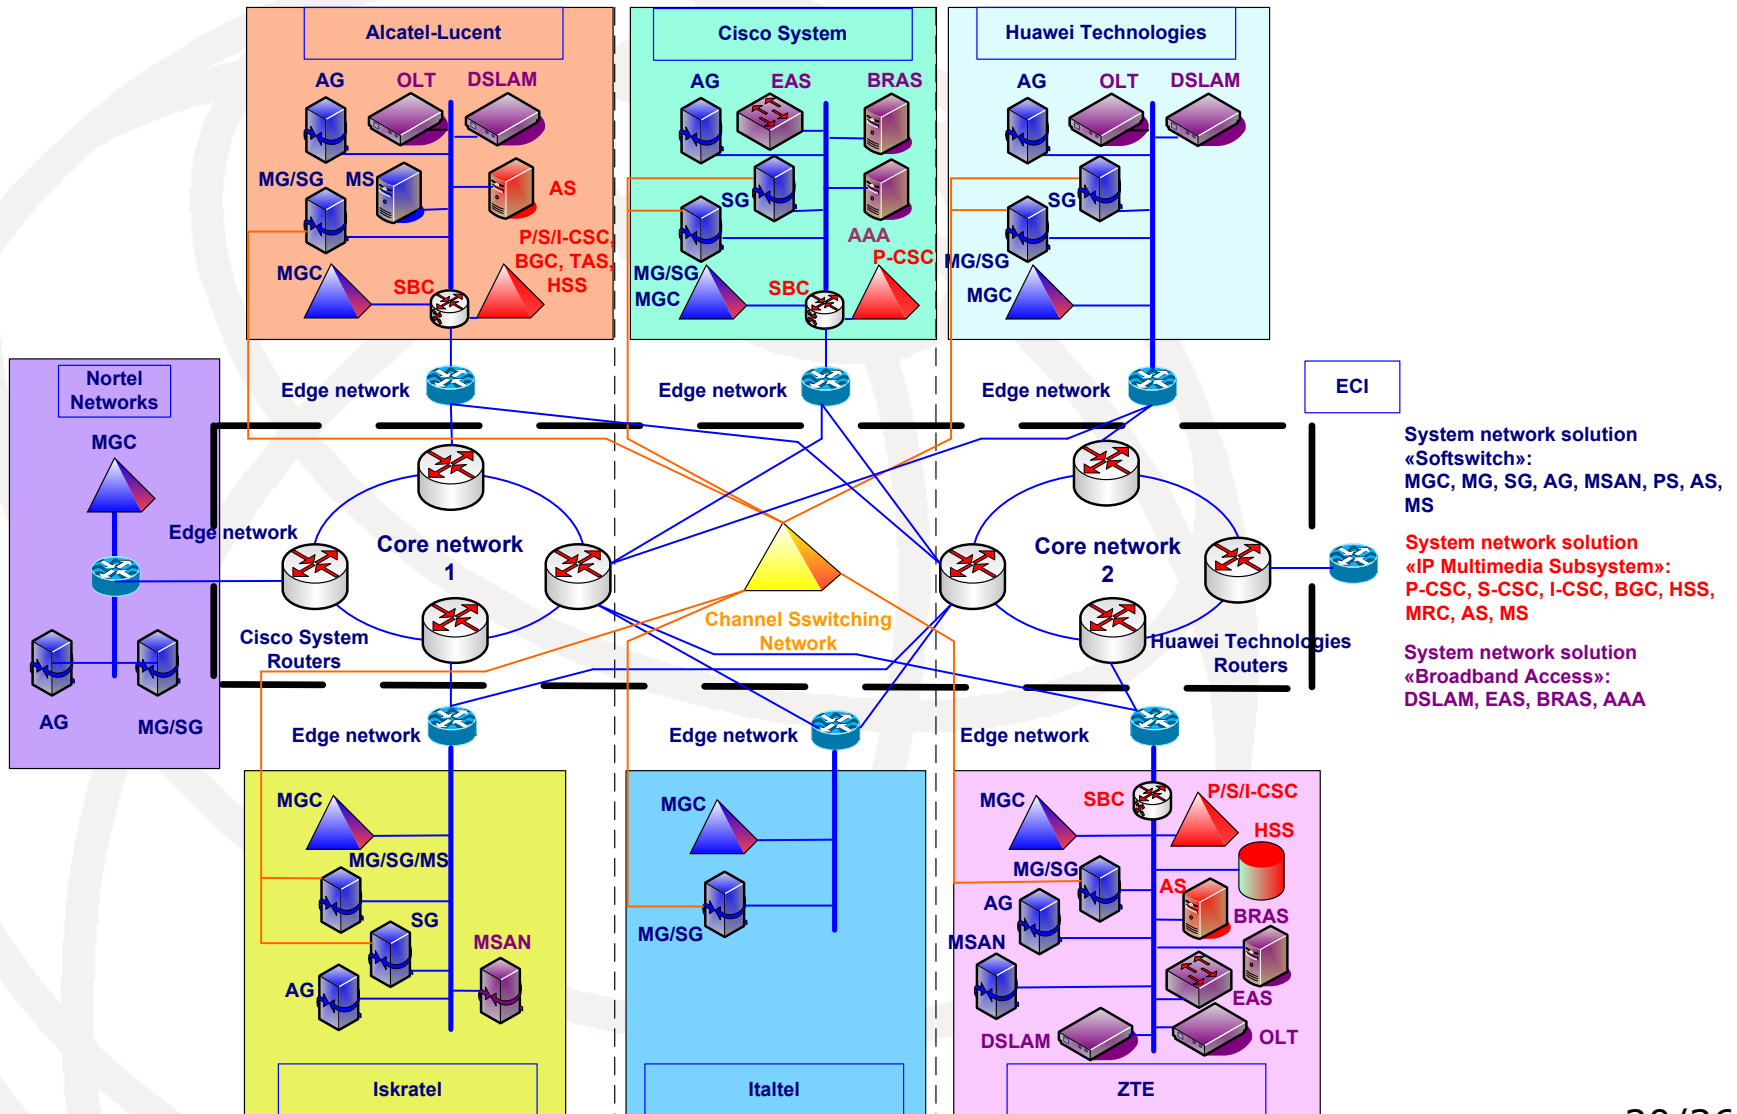 Alcatel-Lucent
AG
OLT
DSLAM
MG/SG
MS
AS
P/S/I-CSC,
BGC, TAS,
HSS
MGC
SBC
Cisco System
AG
EAS
BRAS
SG
AAA
MG/SG
MGC
SBC
P-CSC
Huawei Technologies
AG
OLT
DSLAM
SG
MG/SG
MGC
Nortel
Networks
MGC
Edge network
AG
MG/SG
Edge network
Edge network
Edge network
ECI
Core network
1
Cisco System
Routers
Channel Sswitching
Network
Core network
2
Huawei Technologies
Routers
System network solution
«Softswitch»:
MGC, MG, SG, AG, MSAN, PS, AS,
MS
System network solution
«IP Multimedia Subsystem»:
P-CSC, S-CSC, I-CSC, BGC, HSS,
MRC, AS, MS
System network solution
«Broadband Access»:
DSLAM, EAS, BRAS, AAA
Edge network
Edge network
Edge network
MGC
MG/SG/MS
SG
MSAN
AG
Iskratel
MGC
MG/SG
Italtel
MGC
SBC
P/S/I-CSC
HSS
MG/SG
AS
AG
BRAS
MSAN
EAS
DSLAM
OLT
ZTE